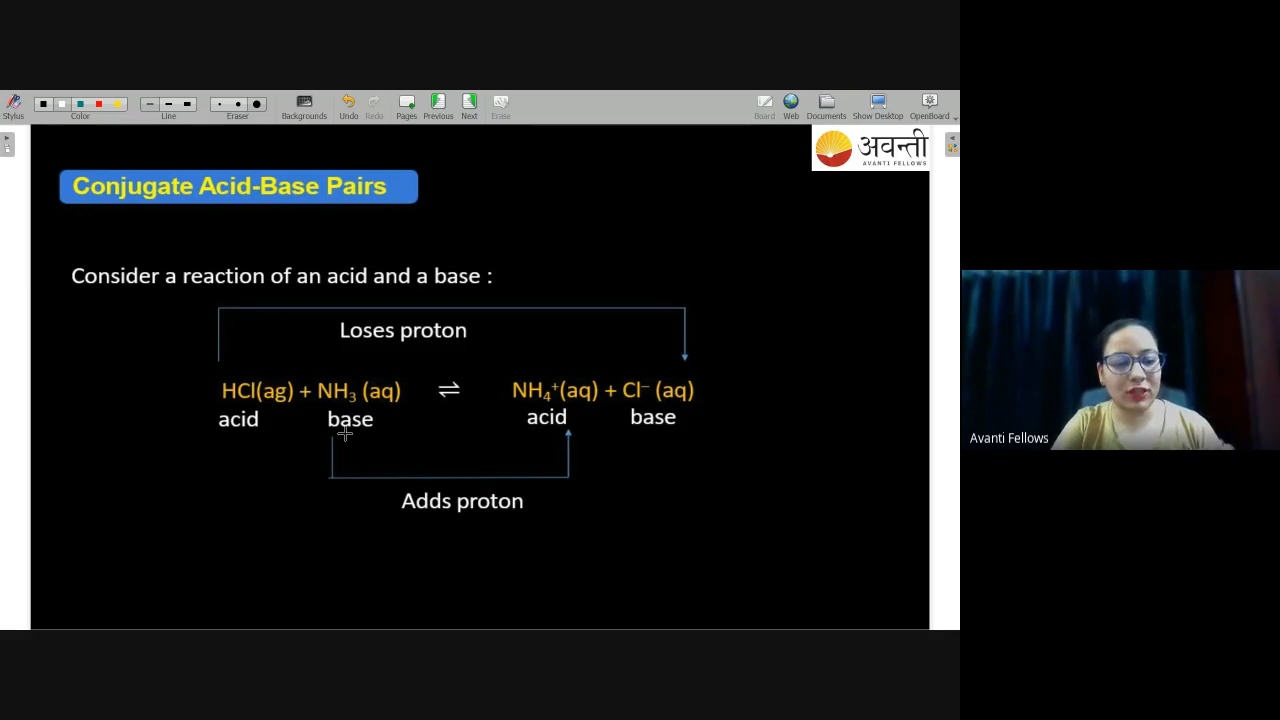 Stylus
Color
Line
Eraser
Backgrounds
Undo
Redo
Pages
Previous
Next
Erase
Board
Web
Documents
Show Desktop
OpenBoard
अवन्ती
AVANTI FELLOWS
Conjugate Acid-Base Pairs
Consider a reaction of an acid and a base :
Loses proton
HCl(ag) + NH₃ (aq) ⇌ NH₄⁺(aq) + Cl⁻ (aq)
acid base acid base
Adds proton
Avanti Fellows